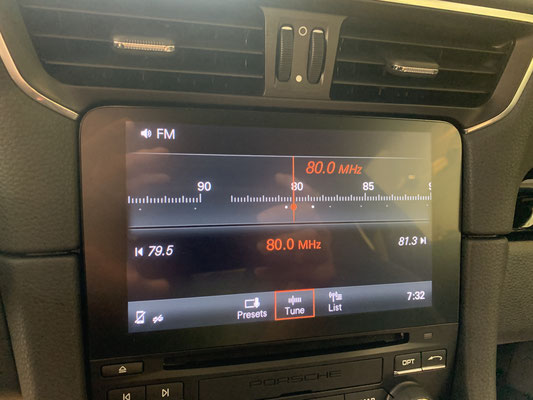 FM
80.0 MHz
90 80 85
79.5 80.0 MHz 81.3
Presets Tune List 7:32
OPT
PORSCHE